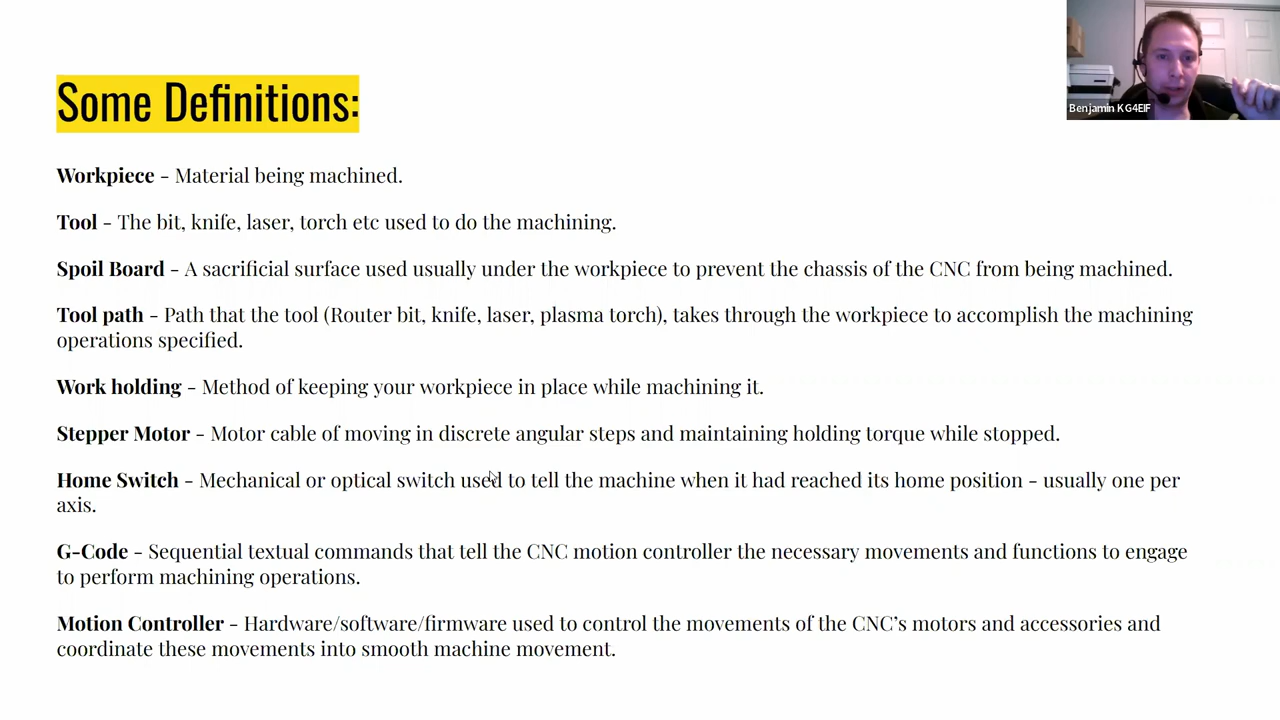 Some Definitions:
Benjamin KG4EIF
Workpiece - Material being machined.
Tool - The bit, knife, laser, torch etc used to do the machining.
Spoil Board - A sacrificial surface used usually under the workpiece to prevent the chassis of the CNC from being machined.
Tool path - Path that the tool (Router bit, knife, laser, plasma torch), takes through the workpiece to accomplish the machining
operations specified.
Work holding - Method of keeping your workpiece in place while machining it.
Stepper Motor - Motor cable of moving in discrete angular steps and maintaining holding torque while stopped.
Home Switch - Mechanical or optical switch used to tell the machine when it had reached its home position - usually one per
axis.
G-Code - Sequential textual commands that tell the CNC motion controller the necessary movements and functions to engage
to perform machining operations.
Motion Controller - Hardware/software/firmware used to control the movements of the CNC's motors and accessories and
coordinate these movements into smooth machine movement.